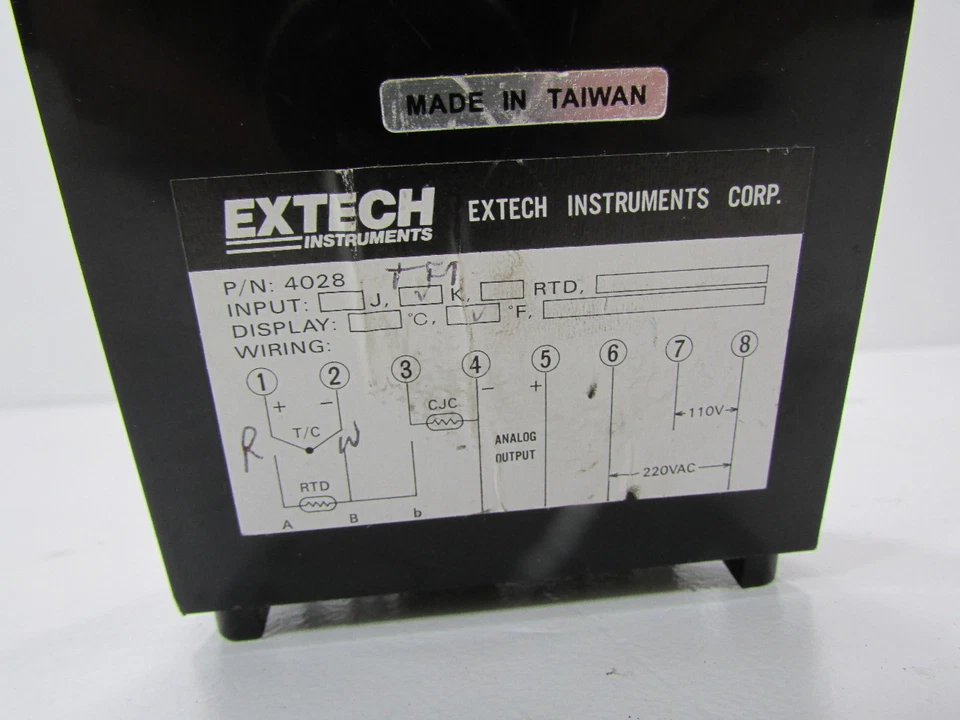 MADE IN TAIWAN
EXTECH INSTRUMENTS
EXTECH INSTRUMENTS CORP.
P/N: 4028
INPUT: J, ✓ K, RTD,
DISPLAY: °C, ✓ °F,
WIRING:
1 2 3 4 5 6 7 8
+ − − +
CJC
110V
R T/C W
ANALOG
OUTPUT
220VAC
RTD
A B b